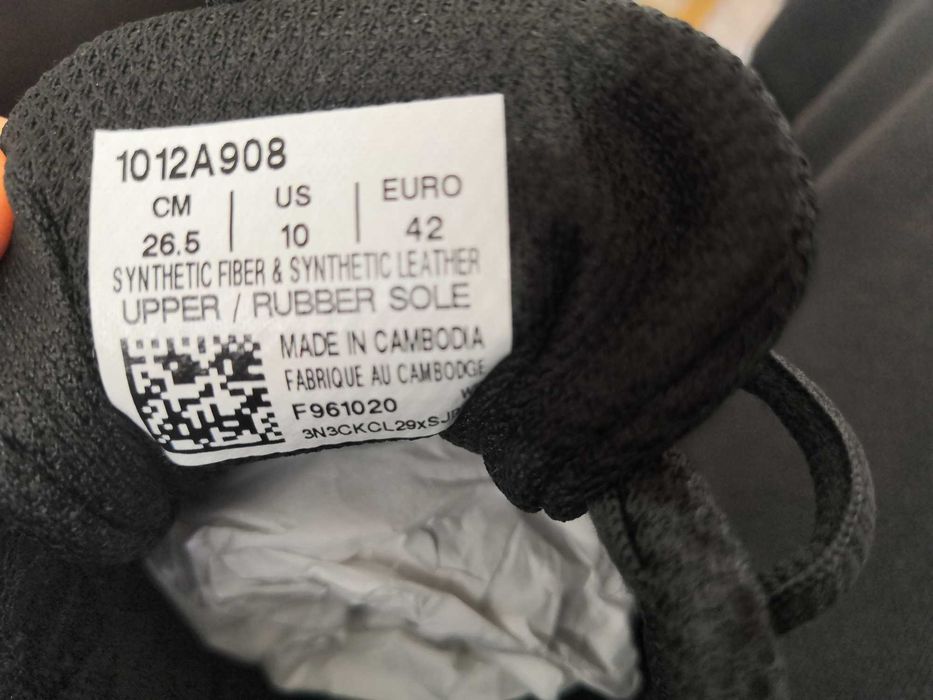 1012A908
CM | US | EURO
26.5 | 10 | 42
SYNTHETIC FIBER & SYNTHETIC LEATHER
UPPER / RUBBER SOLE
MADE IN CAMBODIA
FABRIQUE AU CAMBODGE
F961020